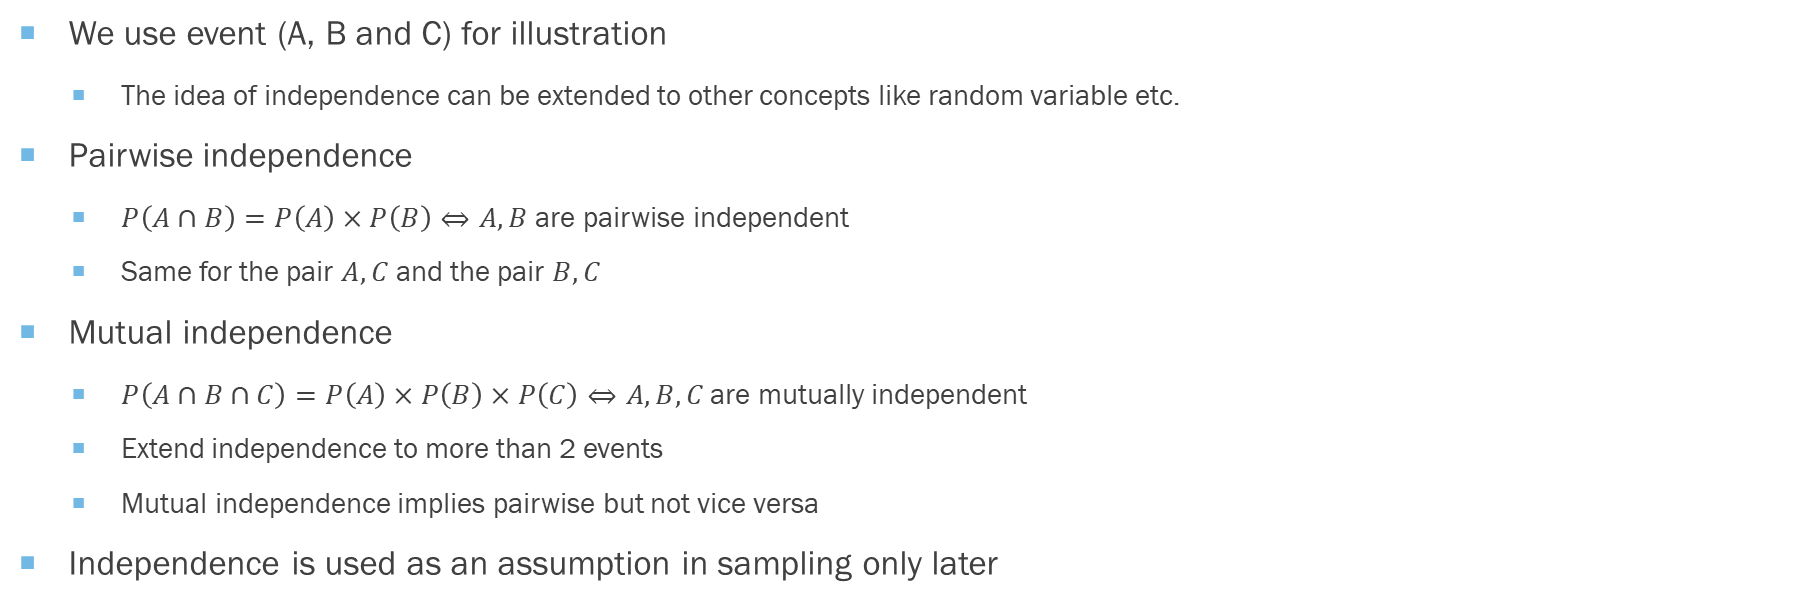 We use event (A, B and C) for illustration
The idea of independence can be extended to other concepts like random variable etc.
Pairwise independence
P(A ∩ B) = P(A) × P(B) ⇔ A, B are pairwise independent
Same for the pair A, C and the pair B, C
Mutual independence
P(A ∩ B ∩ C) = P(A) × P(B) × P(C) ⇔ A, B, C are mutually independent
Extend independence to more than 2 events
Mutual independence implies pairwise but not vice versa
Independence is used as an assumption in sampling only later